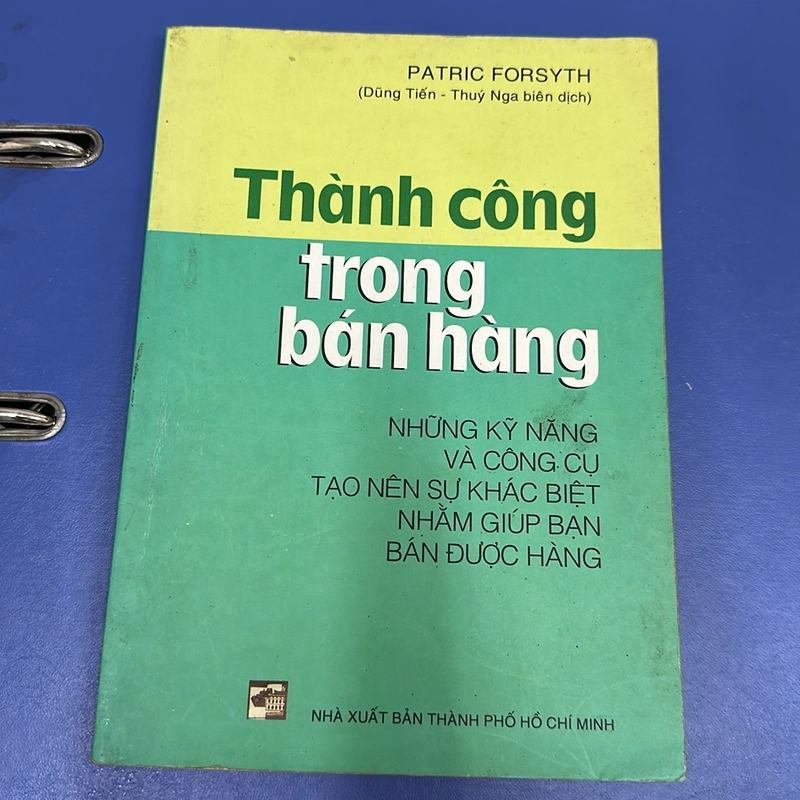 PATRIC FORSYTH
(Dũng Tiến - Thuý Nga biên dịch)
Thành công
trong
bán hàng
NHỮNG KỸ NĂNG
VÀ CÔNG CỤ
TẠO NÊN SỰ KHÁC BIỆT
NHẰM GIÚP BẠN
BÁN ĐƯỢC HÀNG
NHÀ XUẤT BẢN THÀNH PHỐ HỒ CHÍ MINH